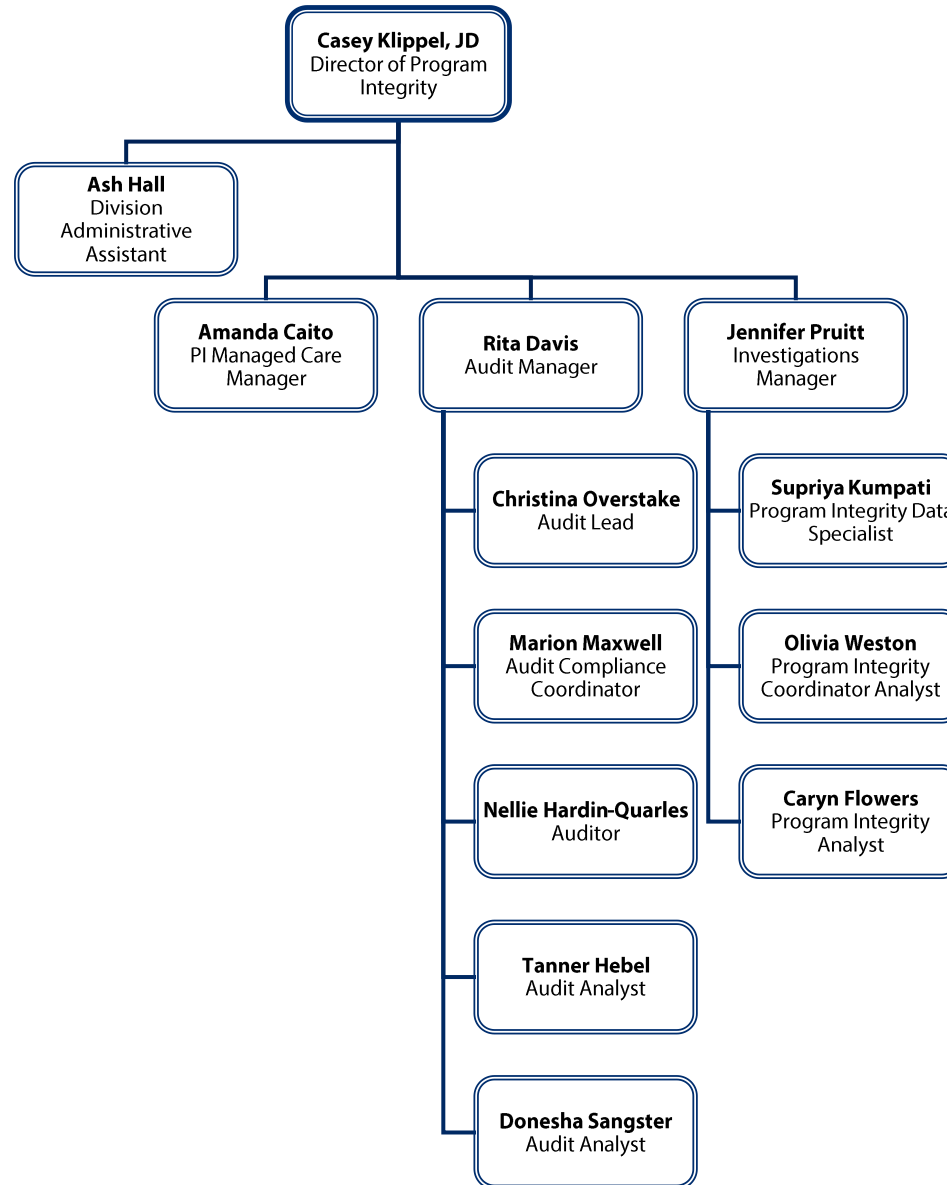 Casey Klippel, JD
Director of Program
Integrity
Ash Hall
Division
Administrative
Assistant
Amanda Caito
PI Managed Care
Manager
Rita Davis
Audit Manager
Jennifer Pruitt
Investigations
Manager
Christina Overstake
Audit Lead
Marion Maxwell
Audit Compliance
Coordinator
Nellie Hardin-Quarles
Auditor
Tanner Hebel
Audit Analyst
Donesha Sangster
Audit Analyst
Supriya Kumpati
Program Integrity Data
Specialist
Olivia Weston
Program Integrity
Coordinator Analyst
Caryn Flowers
Program Integrity
Analyst